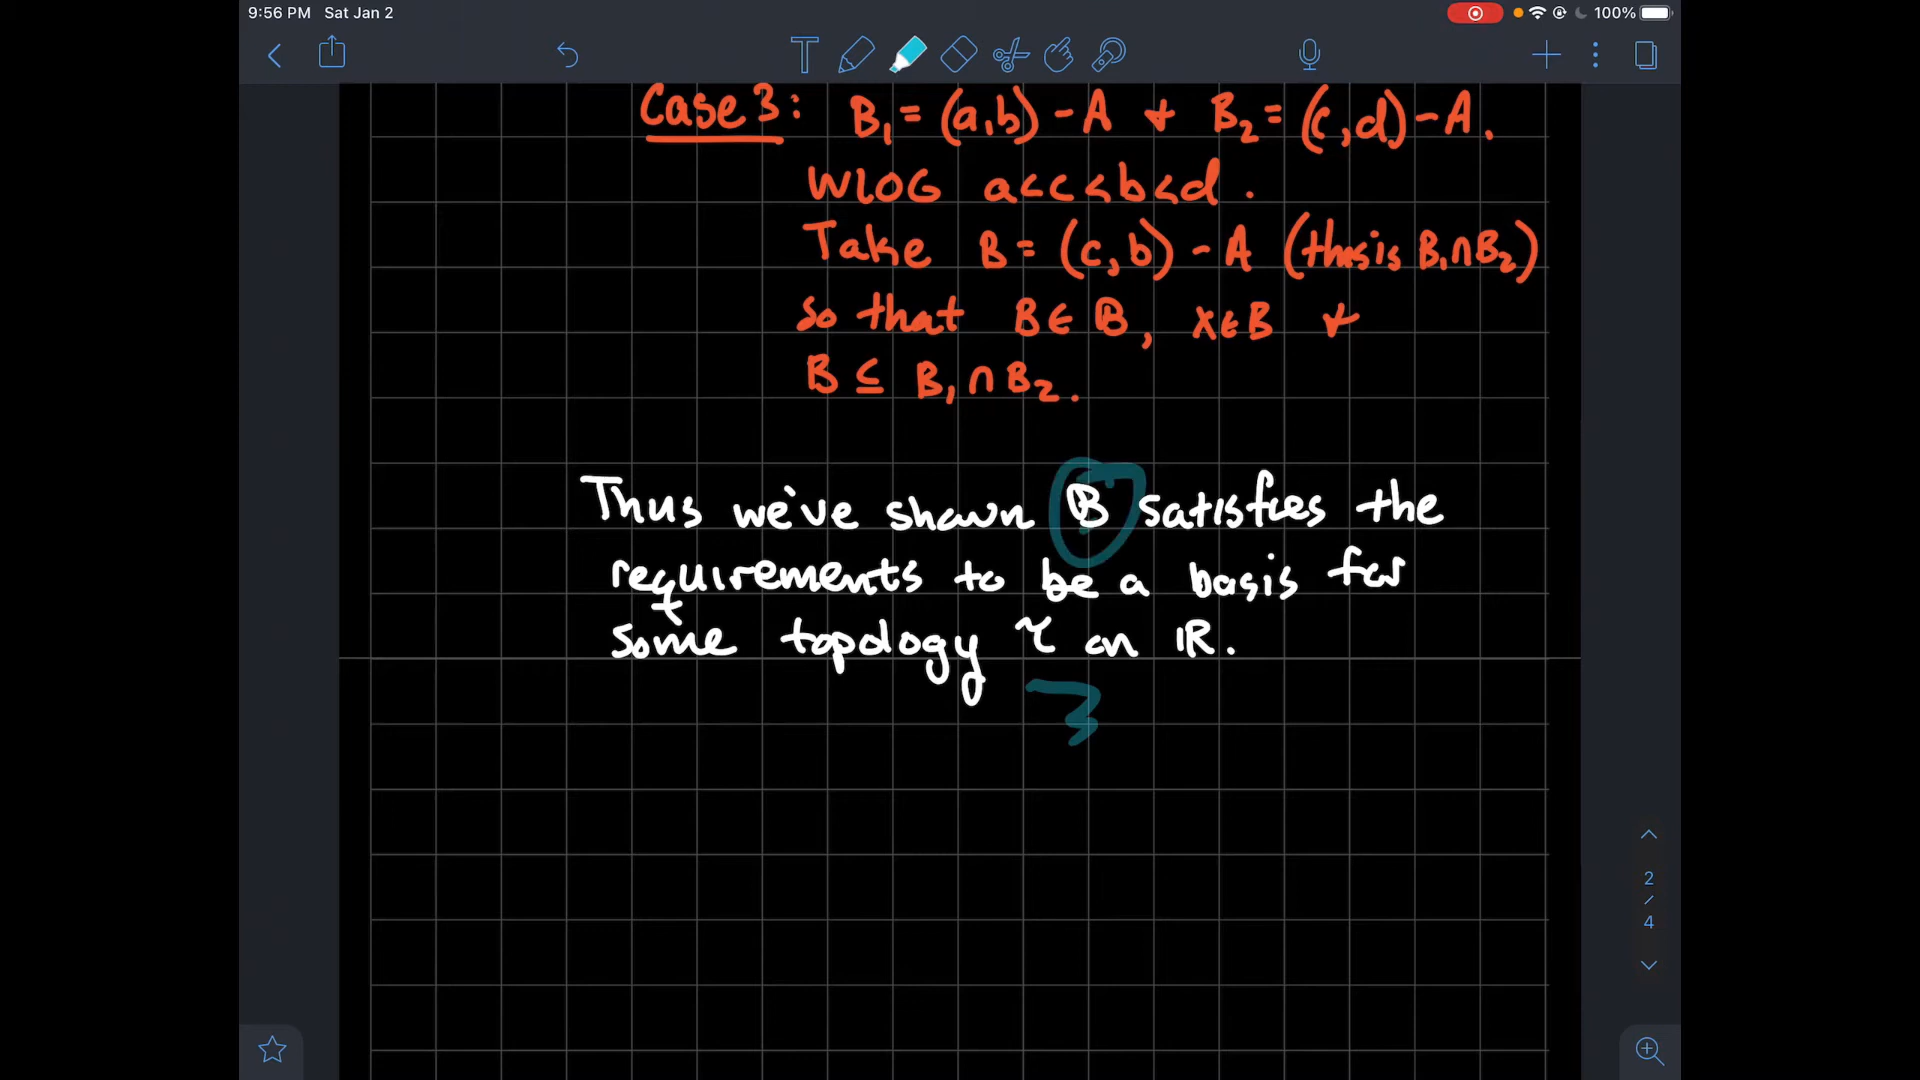 9:56 PM Sat Jan 2
100%
Case 3: B₁ = (a,b) - A & B₂ = (c,d) - A.
WLOG a<c<b<d.
Take B = (c,b) - A (this is B₁∩B₂)
so that B∈𝔹, x∈B &
B ⊆ B₁∩B₂.
Thus we've shown 𝔹 satisfies the
requirements to be a basis for
some topology τ on ℝ.
2
/
4